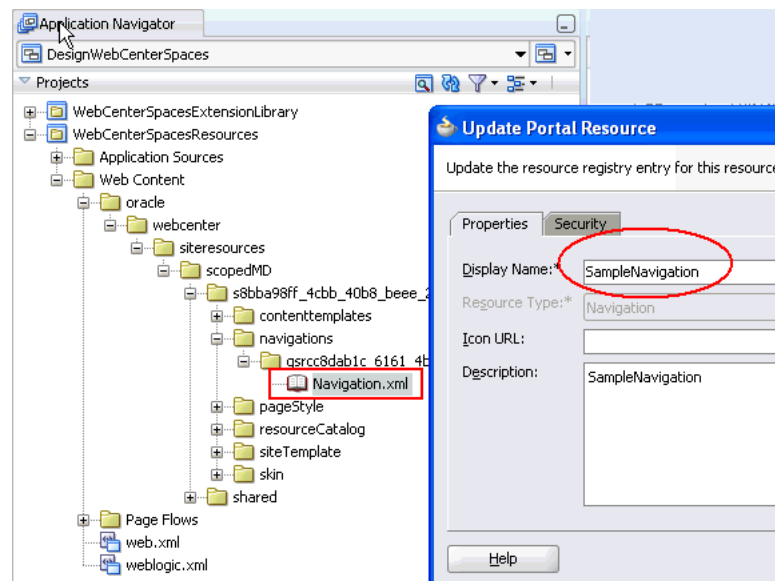 Application Navigator
DesignWebCenterSpaces
Projects
WebCenterSpacesExtensionLibrary
WebCenterSpacesResources
Application Sources
Web Content
oracle
webcenter
siteresources
scopedMD
s8bba98ff_4cbb_40b8_beee_2
contenttemplates
navigations
gsrcc8dab1c_6161_4b
Navigation.xml
pageStyle
resourceCatalog
siteTemplate
skin
shared
Page Flows
web.xml
weblogic.xml
Update Portal Resource
Update the resource registry entry for this resource
Properties Security
Display Name:* SampleNavigation
Resource Type:* Navigation
Icon URL:
Description: SampleNavigation
Help